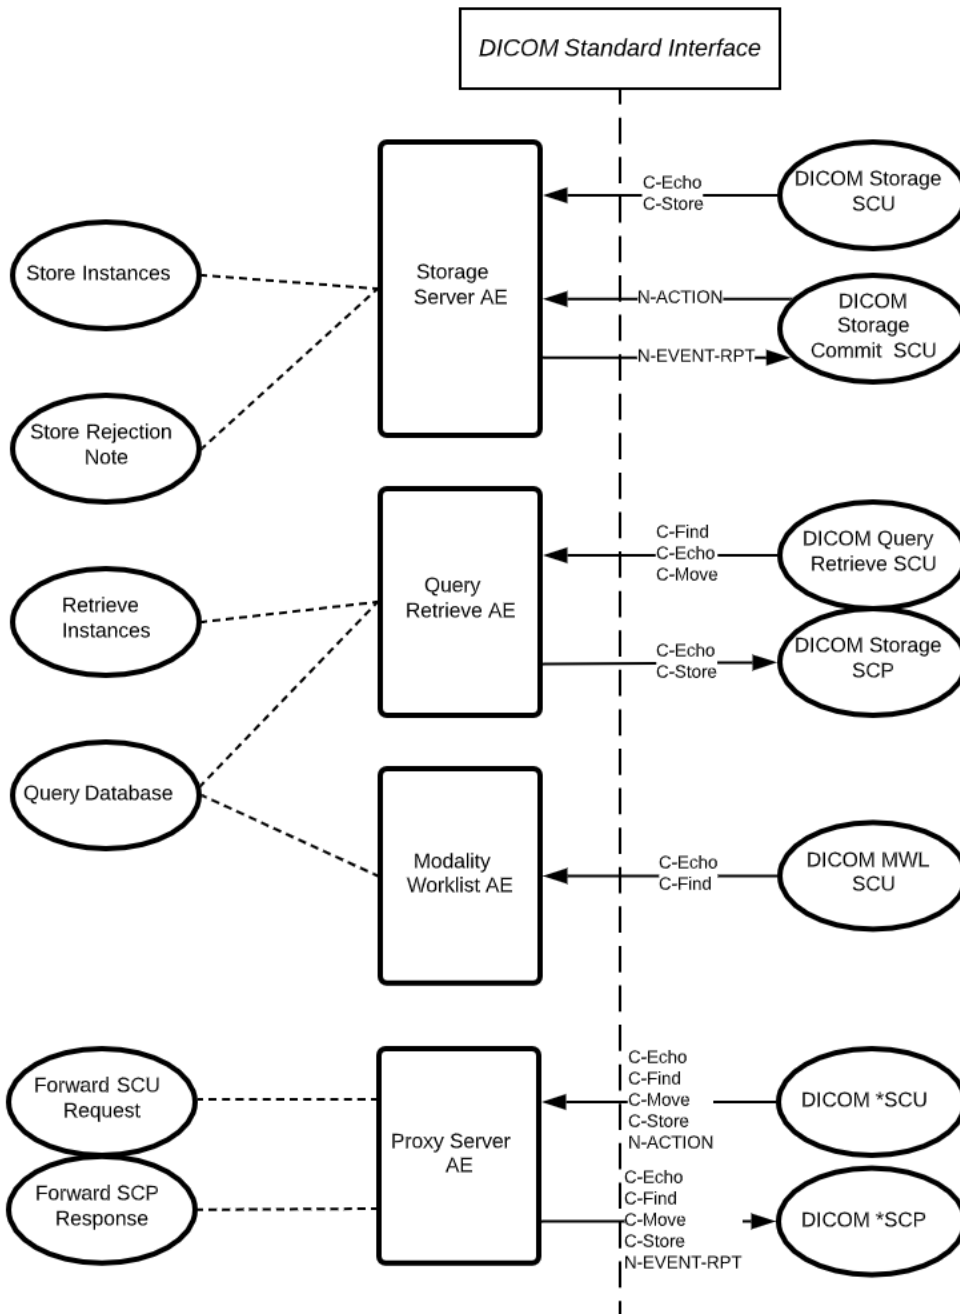 DICOM Standard Interface
C-Echo
C-Store
DICOM Storage
SCU
Store Instances
Storage
Server AE
N-ACTION
DICOM
Storage
Commit SCU
N-EVENT-RPT
Store Rejection
Note
C-Find
C-Echo
C-Move
DICOM Query
Retrieve SCU
Query
Retrieve AE
Retrieve
Instances
C-Echo
C-Store
DICOM Storage
SCP
Query Database
Modality
Worklist AE
C-Echo
C-Find
DICOM MWL
SCU
Forward SCU
Request
C-Echo
C-Find
C-Move
C-Store
N-ACTION
DICOM *SCU
Proxy Server
AE
Forward SCP
Response
C-Echo
C-Find
C-Move
C-Store
N-EVENT-RPT
DICOM *SCP